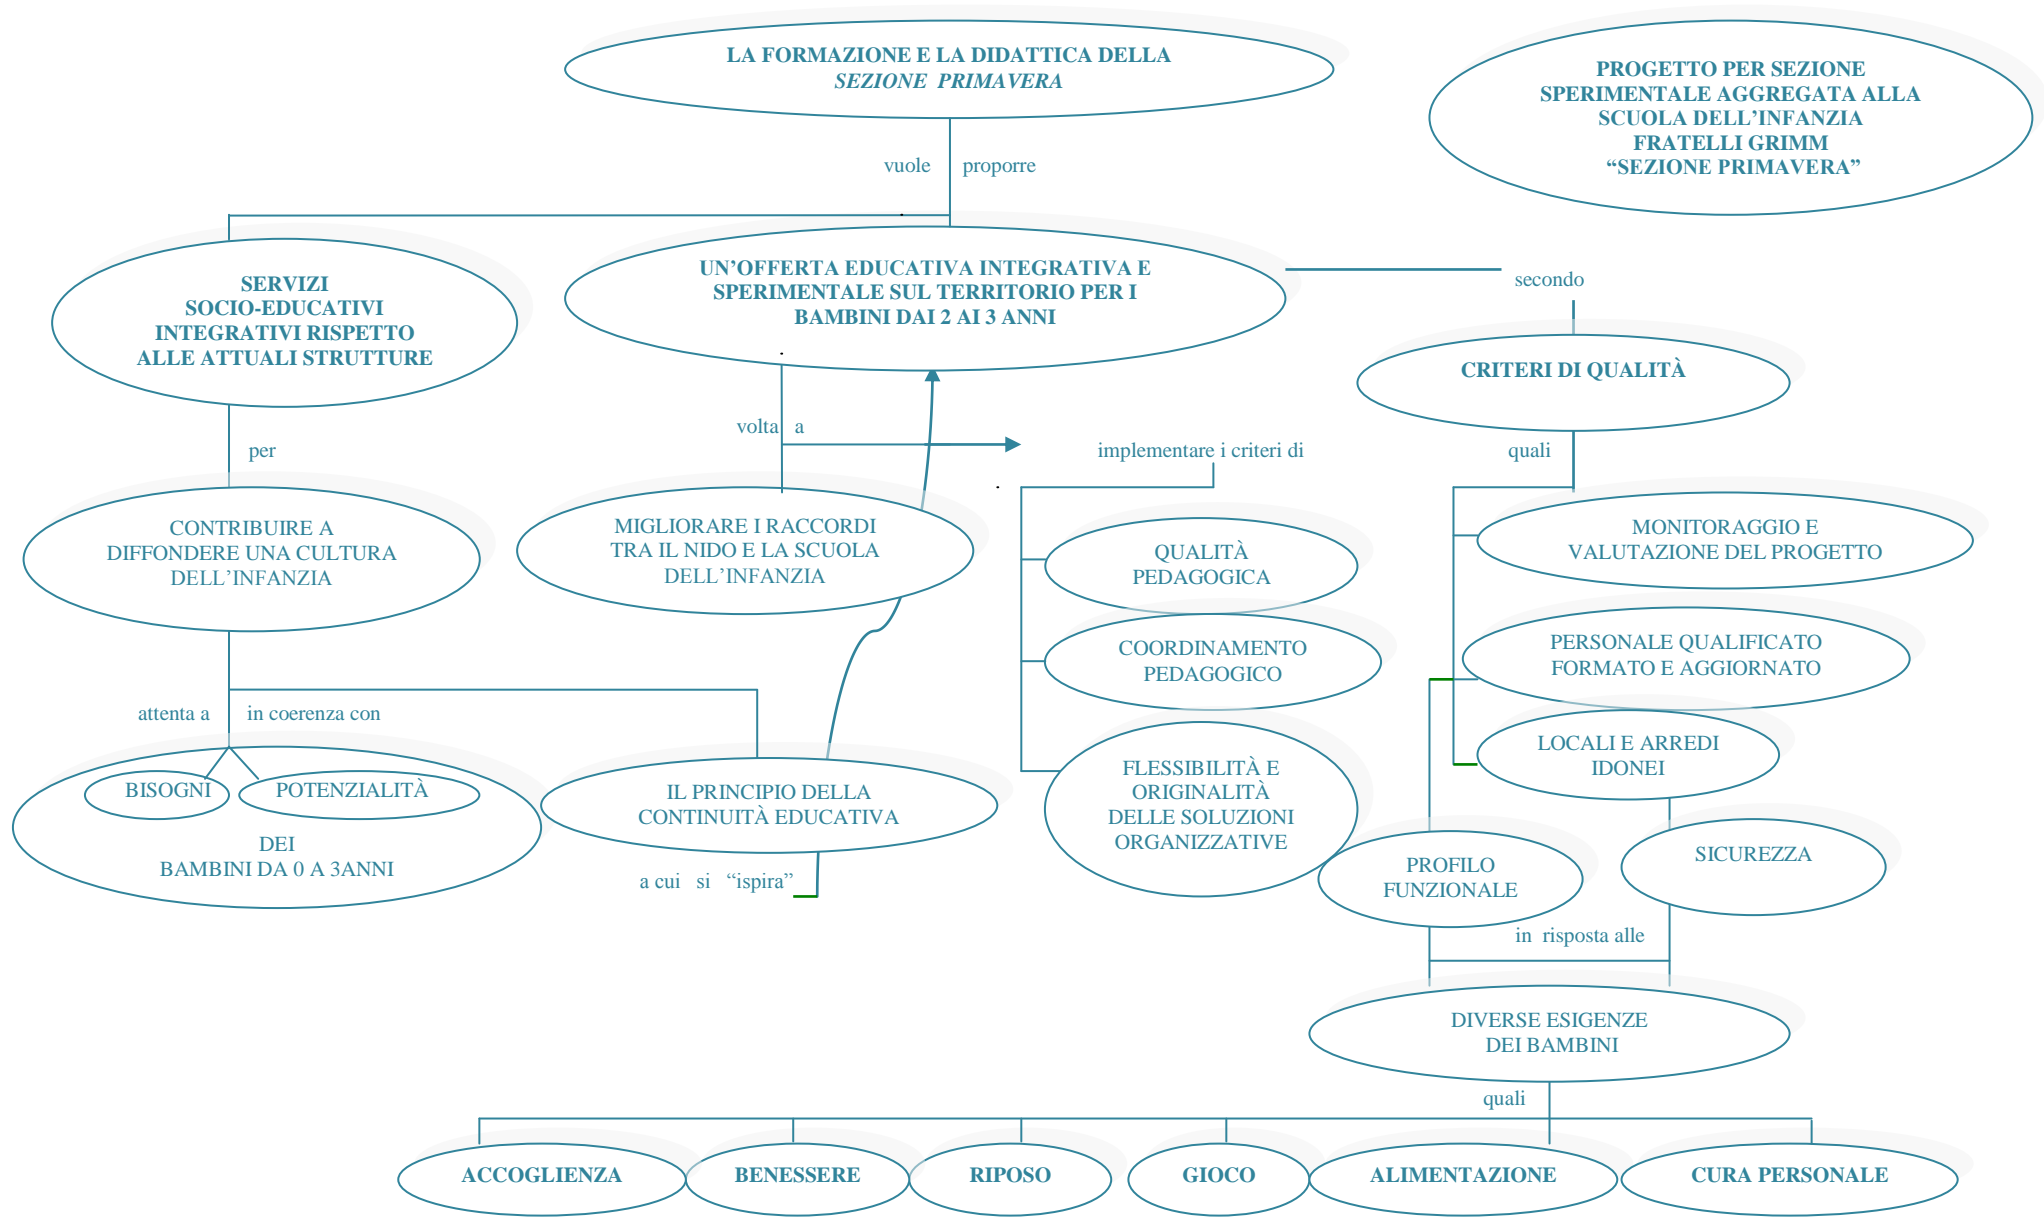 LA FORMAZIONE E LA DIDATTICA DELLA
SEZIONE PRIMAVERA
PROGETTO PER SEZIONE
SPERIMENTALE AGGREGATA ALLA
SCUOLA DELL’INFANZIA
FRATELLI GRIMM
“SEZIONE PRIMAVERA”
vuole proporre
SERVIZI
SOCIO-EDUCATIVI
INTEGRATIVI RISPETTO
ALLE ATTUALI STRUTTURE
UN’OFFERTA EDUCATIVA INTEGRATIVA E
SPERIMENTALE SUL TERRITORIO PER I
BAMBINI DAI 2 AI 3 ANNI
secondo
CRITERI DI QUALITÀ
per
volta a
implementare i criteri di
quali
CONTRIBUIRE A
DIFFONDERE UNA CULTURA
DELL’INFANZIA
MIGLIORARE I RACCORDI
TRA IL NIDO E LA SCUOLA
DELL’INFANZIA
QUALITÀ
PEDAGOGICA
MONITORAGGIO E
VALUTAZIONE DEL PROGETTO
COORDINAMENTO
PEDAGOGICO
PERSONALE QUALIFICATO
FORMATO E AGGIORNATO
attenta a in coerenza con
LOCALI E ARREDI
IDONEI
BISOGNI
POTENZIALITÀ
DEI
BAMBINI DA 0 A 3ANNI
IL PRINCIPIO DELLA
CONTINUITÀ EDUCATIVA
FLESSIBILITÀ E
ORIGINALITÀ
DELLE SOLUZIONI
ORGANIZZATIVE
a cui si “ispira”
PROFILO
FUNZIONALE
SICUREZZA
in risposta alle
DIVERSE ESIGENZE
DEI BAMBINI
quali
ACCOGLIENZA
BENESSERE
RIPOSO
GIOCO
ALIMENTAZIONE
CURA PERSONALE